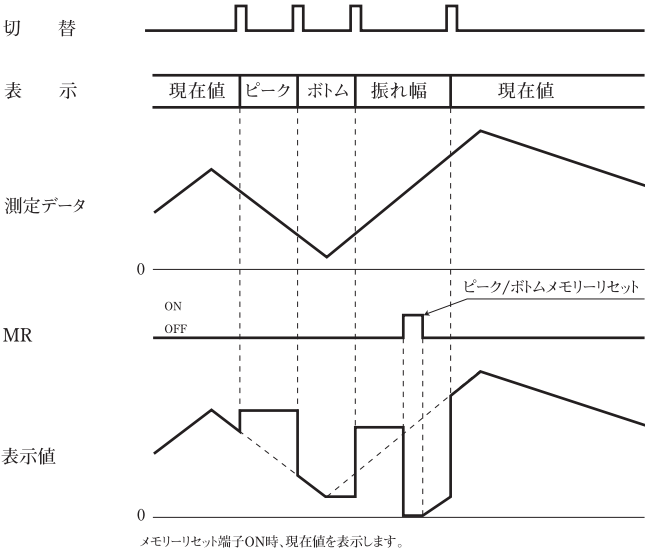 切　替
表　示
現在値 ピーク ボトム 振れ幅 現在値
測定データ
0
ピーク/ボトムメモリーリセット
ON
OFF
MR
表示値
0
メモリーリセット端子ON時、現在値を表示します。